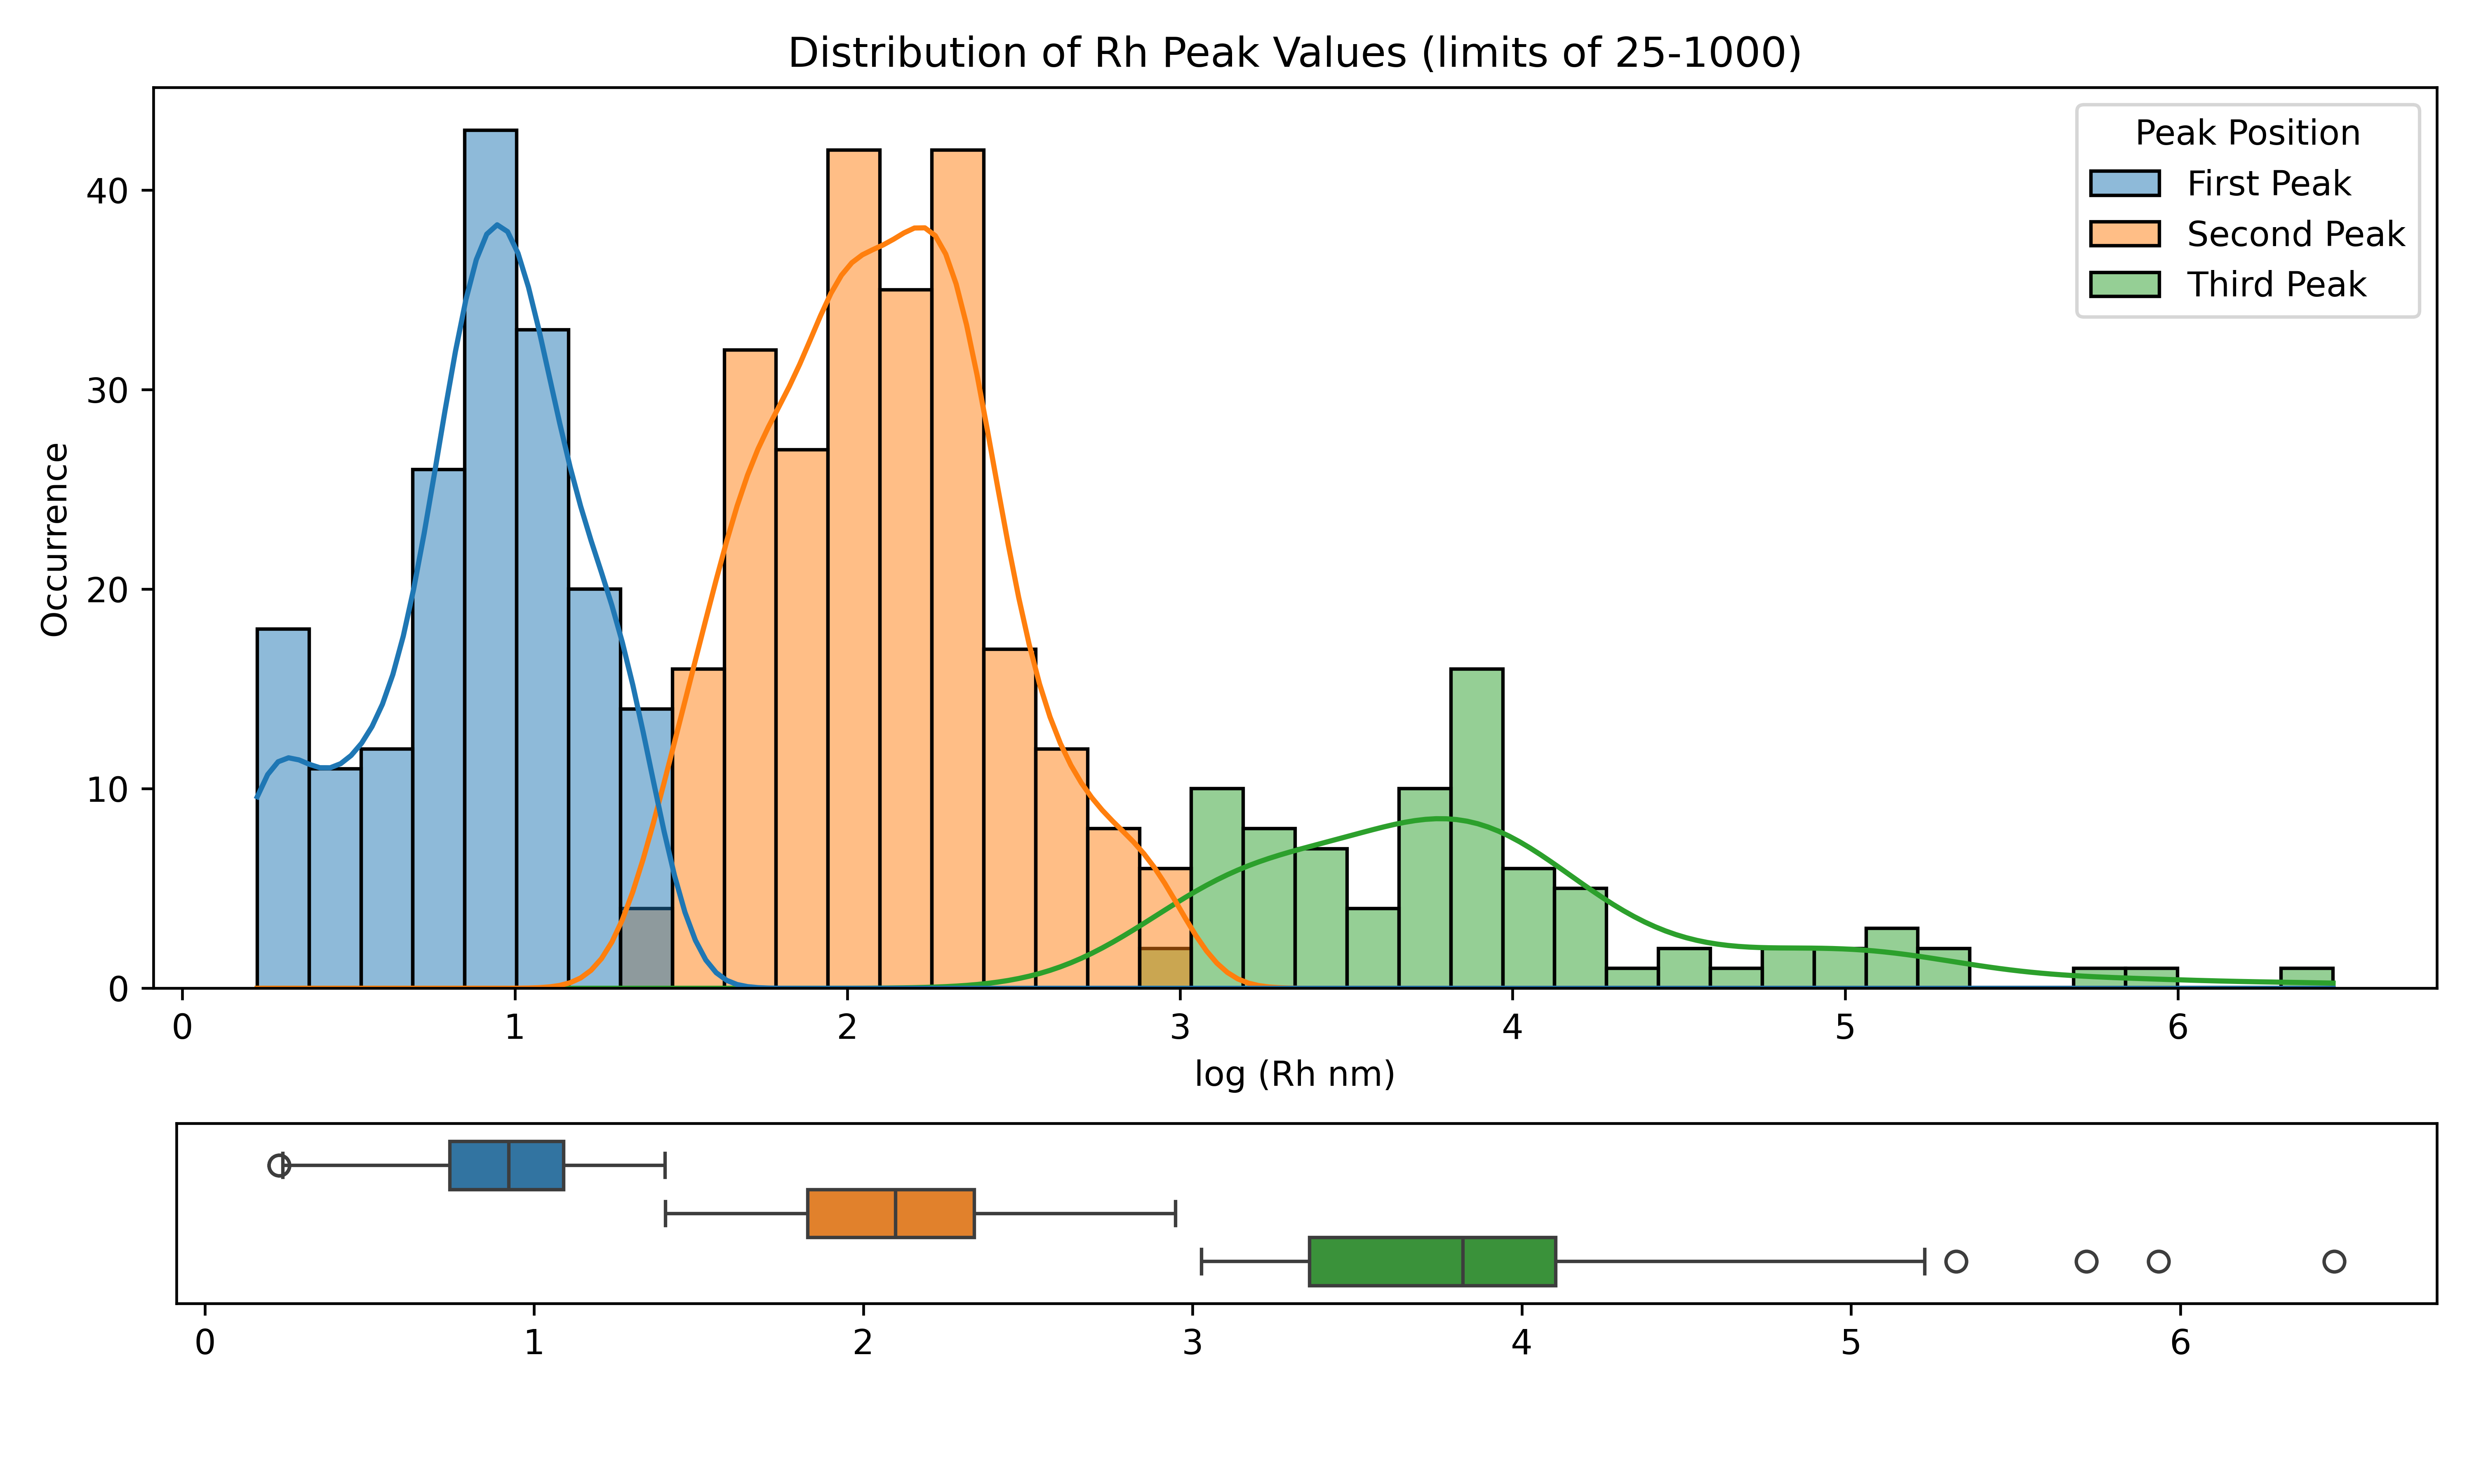 Distribution of Rh Peak Values (limits of 25-1000)
Peak Position
First Peak
Second Peak
Third Peak
Occurrence
40
30
20
10
0
0 1 2 3 4 5 6
log (Rh nm)
0 1 2 3 4 5 6